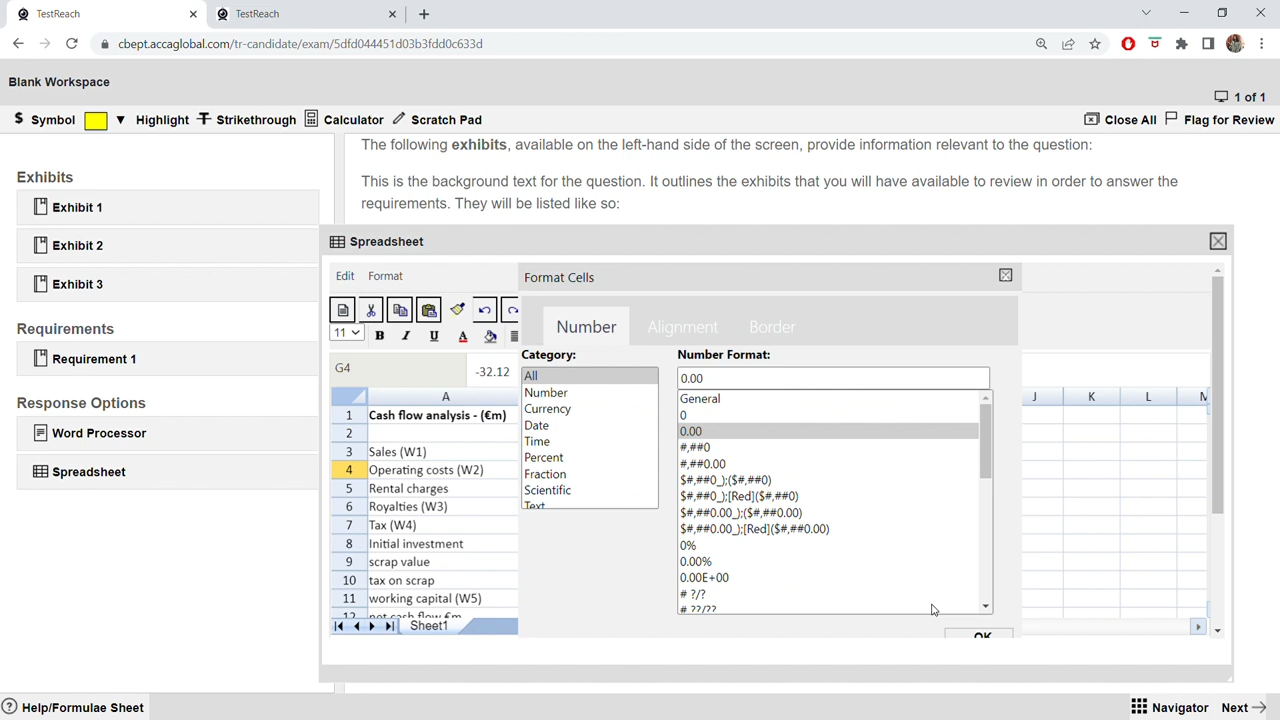 TestReach
TestReach
cbept.accaglobal.com/tr-candidate/exam/5dfd044451d03b3fdd0c633d
Blank Workspace
1 of 1
$ Symbol Highlight Strikethrough Calculator Scratch Pad
Close All Flag for Review
The following exhibits, available on the left-hand side of the screen, provide information relevant to the question:
This is the background text for the question. It outlines the exhibits that you will have available to review in order to answer the
requirements. They will be listed like so:
Exhibits
Exhibit 1
Exhibit 2
Exhibit 3
Requirements
Requirement 1
Response Options
Word Processor
Spreadsheet
Spreadsheet
Edit Format
11 B I U A
G4 -32.12
A
1 Cash flow analysis - (€m)
2
3 Sales (W1)
4 Operating costs (W2)
5 Rental charges
6 Royalties (W3)
7 Tax (W4)
8 Initial investment
9 scrap value
10 tax on scrap
11 working capital (W5)
12 net cash flow €m
Sheet1
Format Cells
Number Alignment Border
Category:
All
Number
Currency
Date
Time
Percent
Fraction
Scientific
Text
Number Format:
0.00
General
0
0.00
#,##0
#,##0.00
$#,##0_);($#,##0)
$#,##0_);[Red]($#,##0)
$#,##0.00_);($#,##0.00)
$#,##0.00_);[Red]($#,##0.00)
0%
0.00%
0.00E+00
# ?/?
# ??/??
OK
J K L M
Help/Formulae Sheet
Navigator Next